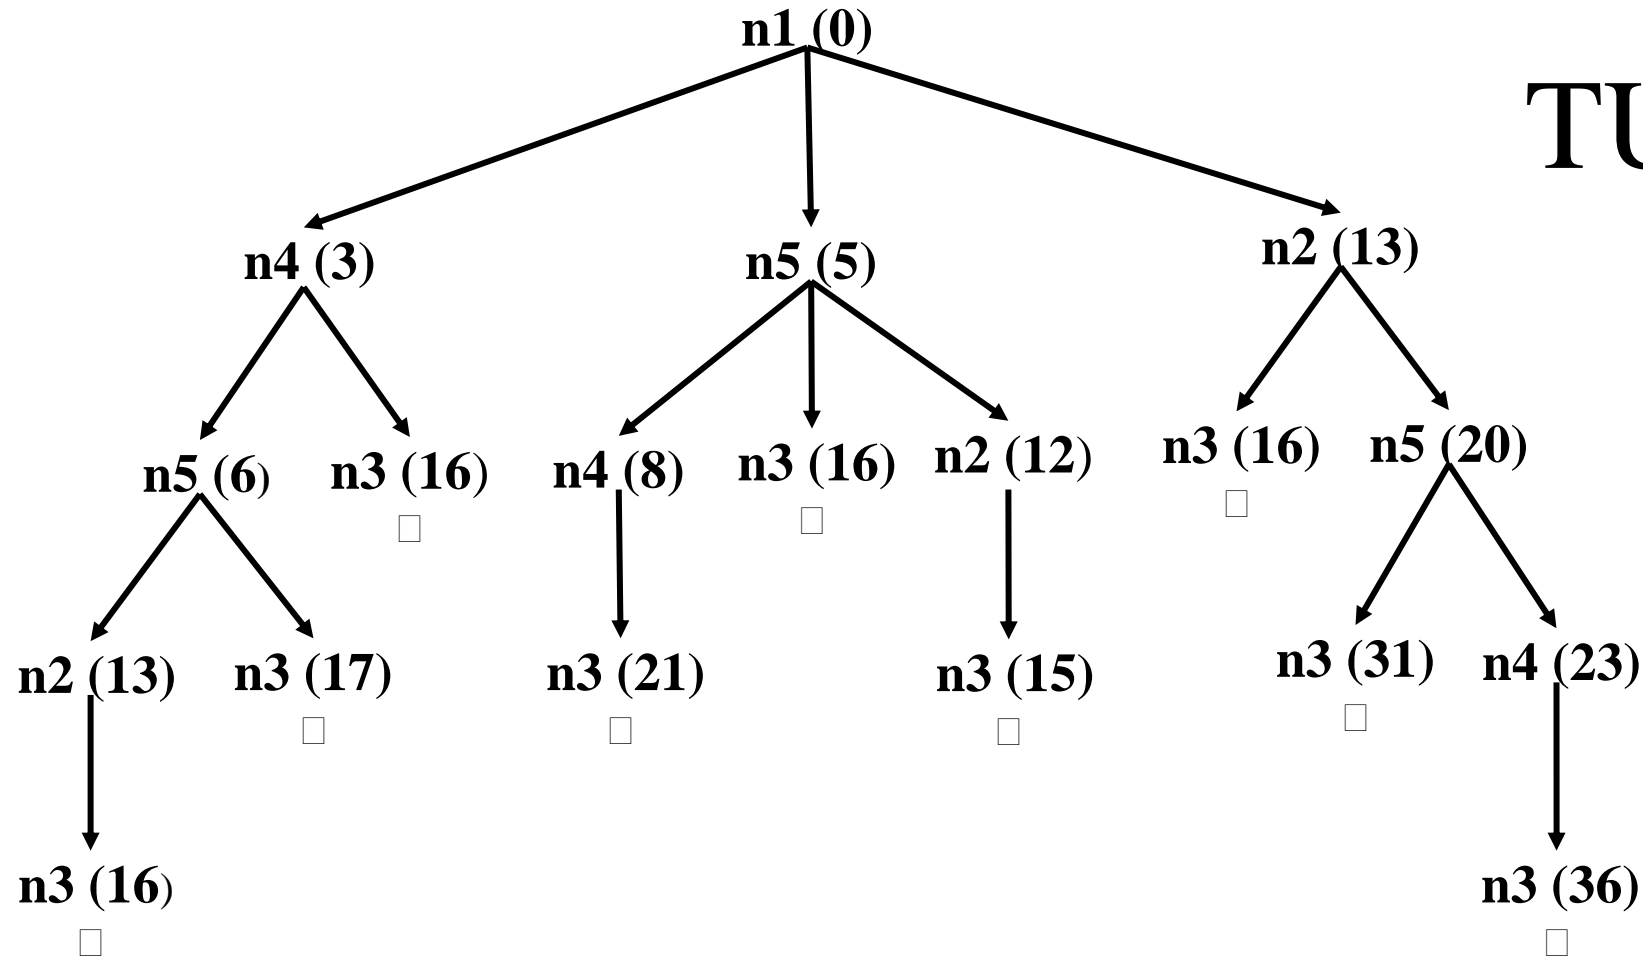 n1 (0)
TU
n4 (3) n5 (5) n2 (13)
n5 (6) n3 (16) n4 (8) n3 (16) n2 (12) n3 (16) n5 (20)
n2 (13) n3 (17) n3 (21) n3 (15) n3 (31) n4 (23)
n3 (16) n3 (36)